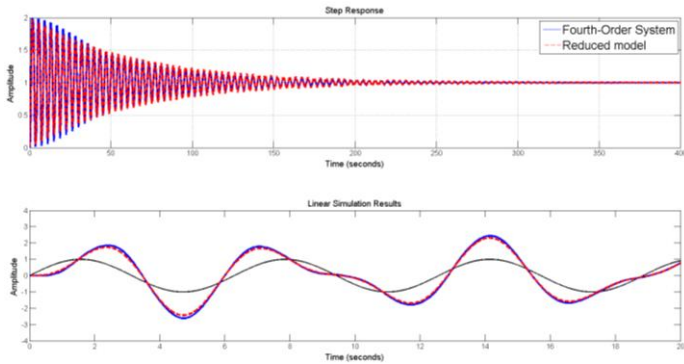 Step Response
2
1.5
1
0.5
0
Amplitude
Fourth-Order System
Reduced model
0 50 100 150 200 250 300 350 400
Time (seconds)
Linear Simulation Results
4
3
2
1
0
-1
-2
-3
-4
Amplitude
0 2 4 6 8 10 12 14 16 18 20
Time (seconds)